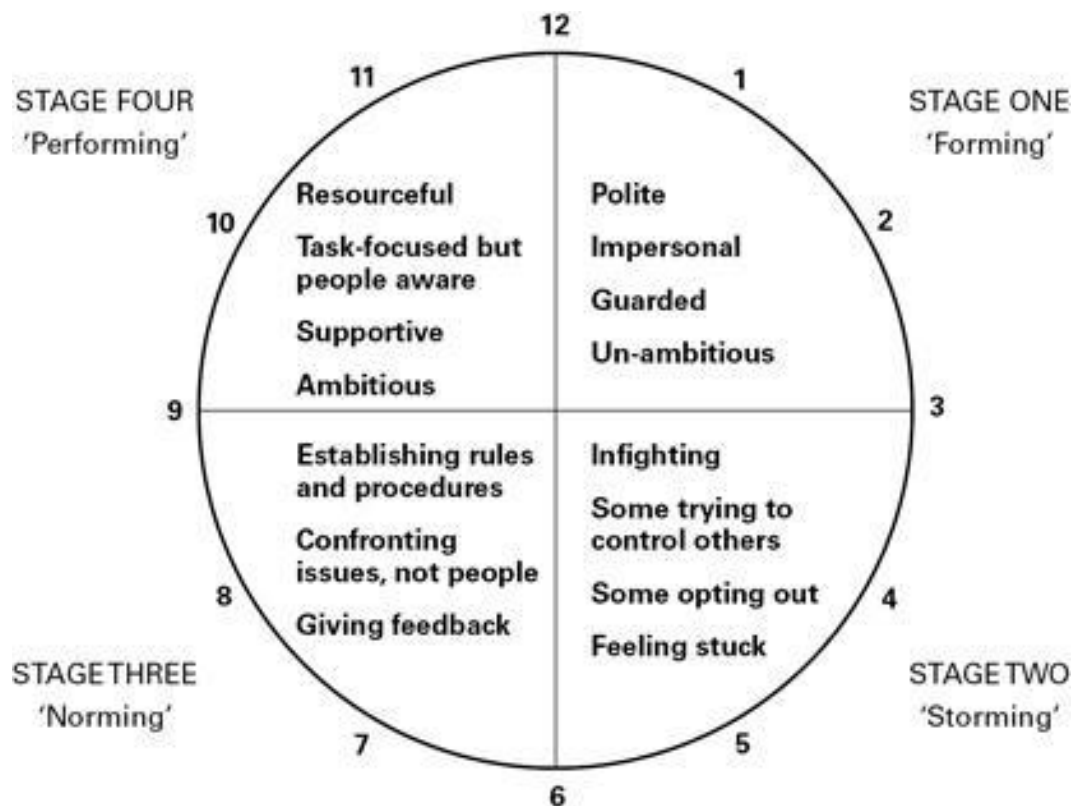 12
11
1
STAGE FOUR
'Performing'
STAGE ONE
'Forming'
10
2
Resourceful
Task-focused but
people aware
Supportive
Ambitious
Polite
Impersonal
Guarded
Un-ambitious
9
3
Establishing rules
and procedures
Confronting
issues, not people
Giving feedback
Infighting
Some trying to
control others
Some opting out
Feeling stuck
8
4
STAGE THREE
'Norming'
STAGE TWO
'Storming'
7
5
6